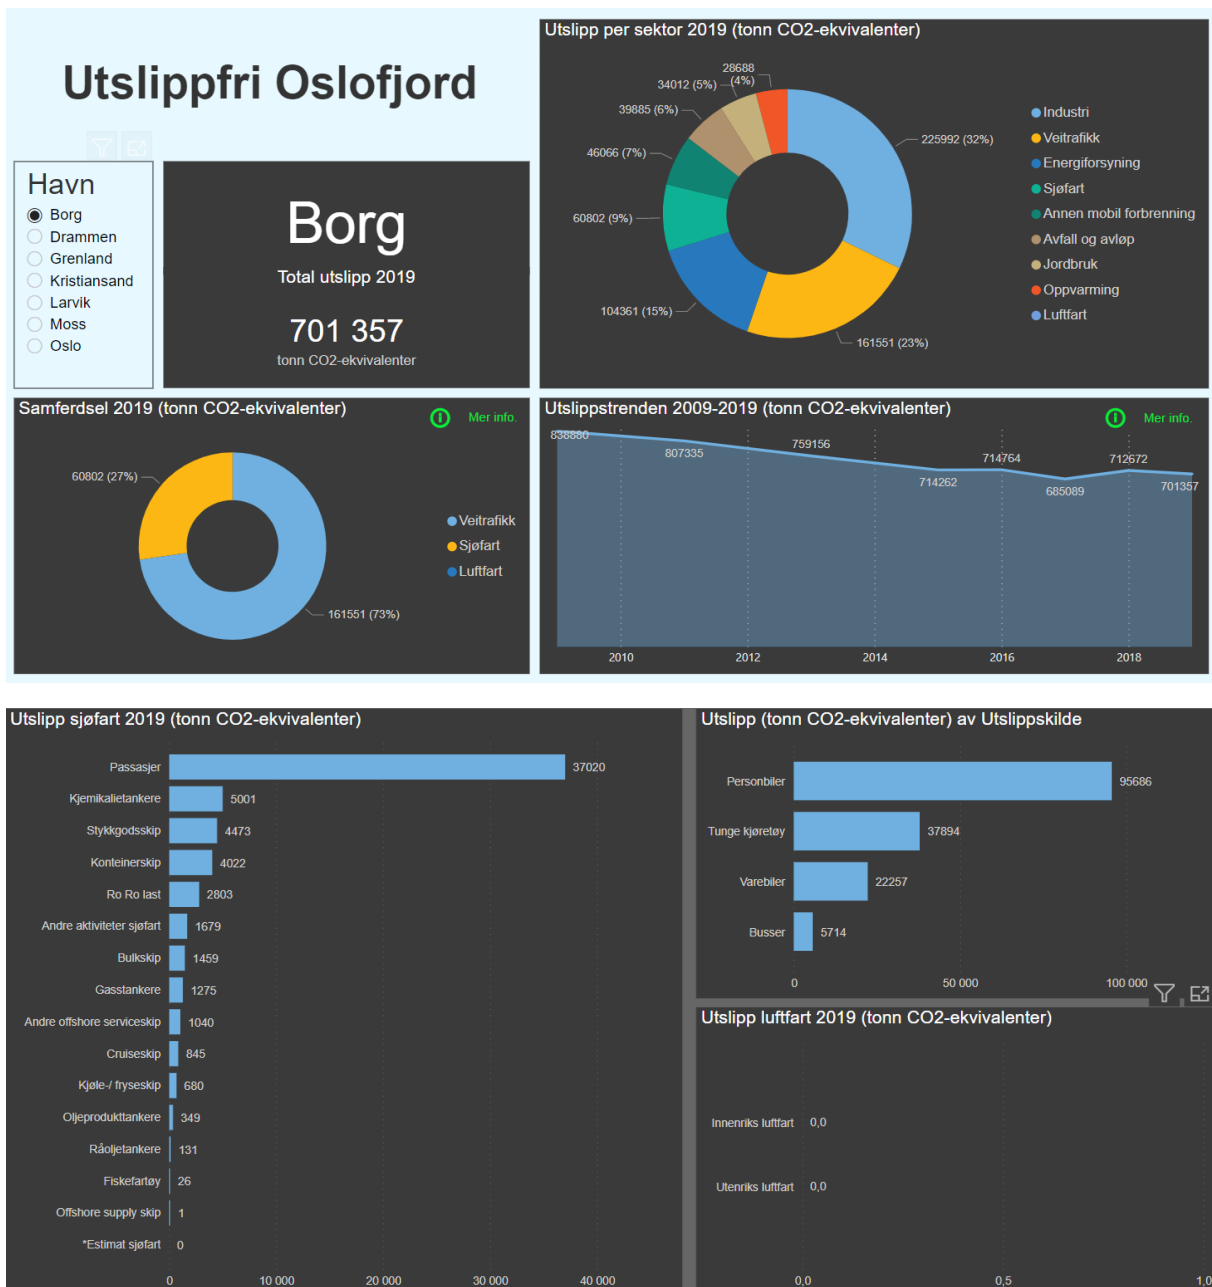 Utslippfri Oslofjord
Havn
Borg
Drammen
Grenland
Kristiansand
Larvik
Moss
Oslo
Borg
Total utslipp 2019
701 357
tonn CO2-ekvivalenter
Utslipp per sektor 2019 (tonn CO2-ekvivalenter)
28688
(4%)
34012 (5%)
39885 (6%)
46066 (7%)
60802 (9%)
104361 (15%)
225992 (32%)
161551 (23%)
Industri
Veitrafikk
Energiforsyning
Sjøfart
Annen mobil forbrenning
Avfall og avløp
Jordbruk
Oppvarming
Luftfart
Samferdsel 2019 (tonn CO2-ekvivalenter)
Mer info.
60802 (27%)
161551 (73%)
Veitrafikk
Sjøfart
Luftfart
Utslippstrenden 2009-2019 (tonn CO2-ekvivalenter)
Mer info.
838880
807335
759156
714262
714764
685089
712672
701357
2010
2012
2014
2016
2018
Utslipp sjøfart 2019 (tonn CO2-ekvivalenter)
Passasjer 37020
Kjemikalietankere 5001
Stykkgodsskip 4473
Konteinerskip 4022
Ro Ro last 2803
Andre aktiviteter sjøfart 1679
Bulkskip 1459
Gasstankere 1275
Andre offshore serviceskip 1040
Cruiseskip 845
Kjøle-/ fryseskip 680
Oljeprodukttankere 349
Råoljetankere 131
Fiskefartøy 26
Offshore supply skip 1
*Estimat sjøfart 0
0 10 000 20 000 30 000 40 000
Utslipp (tonn CO2-ekvivalenter) av Utslippskilde
Personbiler 95686
Tunge kjøretøy 37894
Varebiler 22257
Busser 5714
0 50 000 100 000
Utslipp luftfart 2019 (tonn CO2-ekvivalenter)
Innenriks luftfart 0,0
Utenriks luftfart 0,0
0,0 0,5 1,0